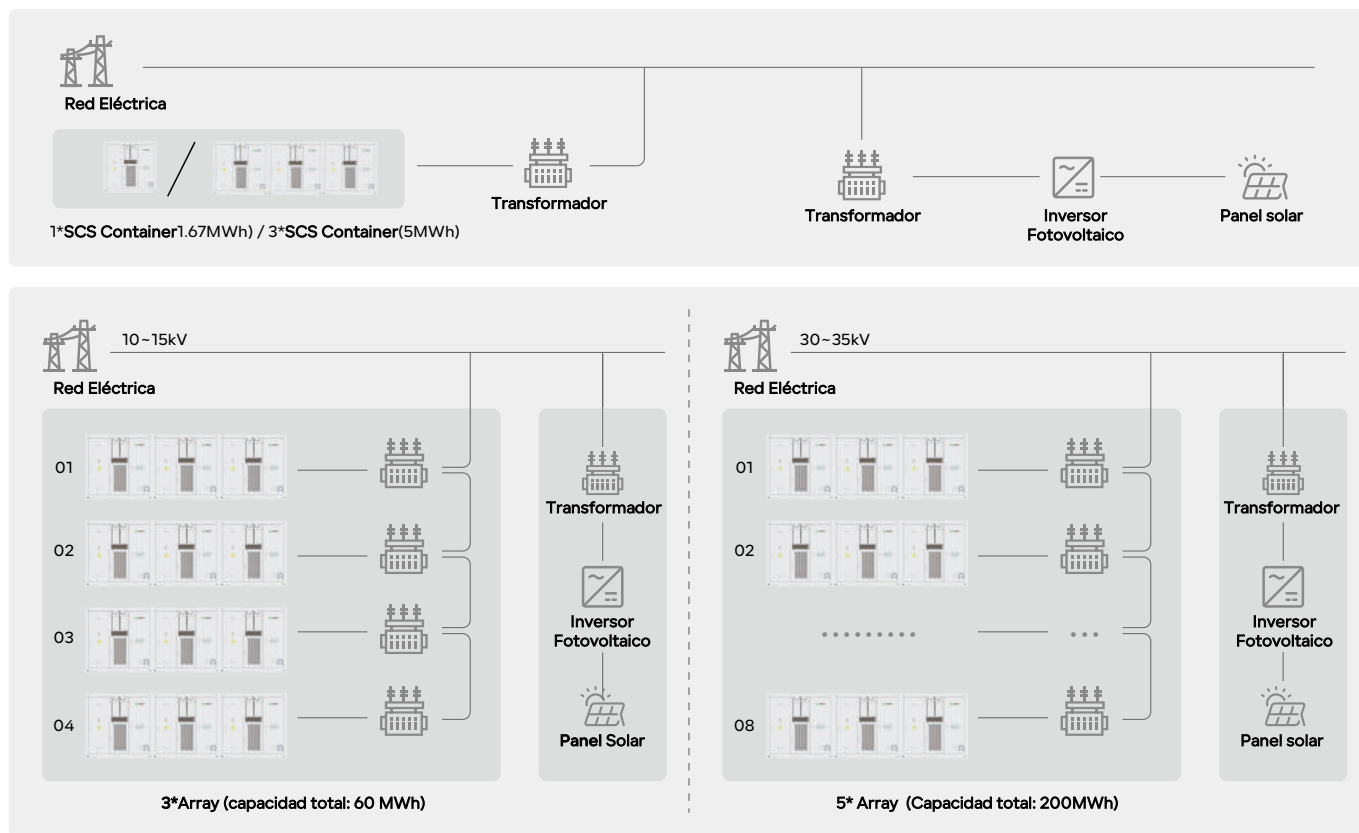 Red Eléctrica
Transformador
1*SCS Container1.67MWh) / 3*SCS Container(5MWh)
Transformador
Inversor
Fotovoltaico
Panel solar
10~15kV
Red Eléctrica
01
02
03
04
Transformador
Inversor
Fotovoltaico
Panel Solar
3*Array (capacidad total: 60 MWh)
30~35kV
Red Eléctrica
01
02
08
Transformador
Inversor
Fotovoltaico
Panel solar
5* Array (Capacidad total: 200MWh)